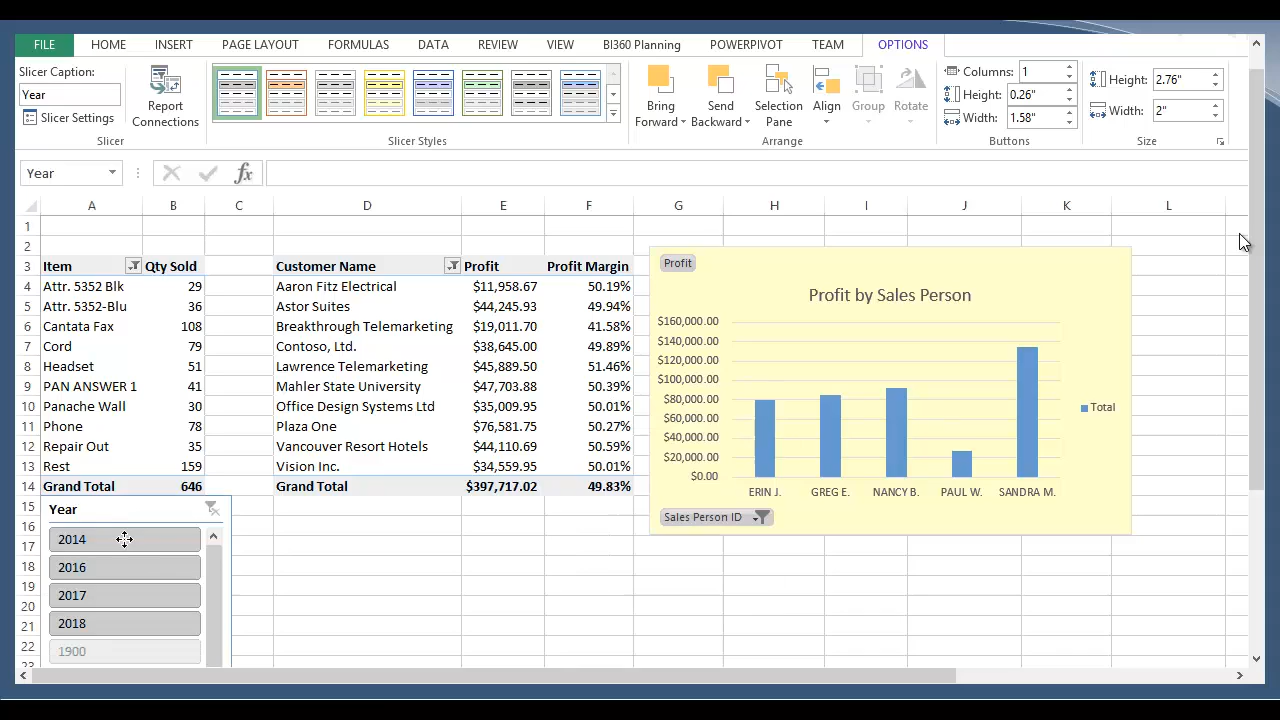 FILE HOME INSERT PAGE LAYOUT FORMULAS DATA REVIEW VIEW BI360 Planning POWERPIVOT TEAM OPTIONS
Slicer Caption:
Year
Slicer Settings
Report
Connections
Slicer
Slicer Styles
Bring
Forward
Send
Backward
Selection
Pane
Align
Group
Rotate
Arrange
Columns: 1
Height: 0.26"
Width: 1.58"
Buttons
Height: 2.76"
Width: 2"
Size
Year fx
A B C D E F G H I J K L
1
2
3 Item Qty Sold Customer Name Profit Profit Margin
4 Attr. 5352 Blk 29 Aaron Fitz Electrical $11,958.67 50.19%
5 Attr. 5352-Blu 36 Astor Suites $44,245.93 49.94%
6 Cantata Fax 108 Breakthrough Telemarketing $19,011.70 41.58%
7 Cord 79 Contoso, Ltd. $38,645.00 49.89%
8 Headset 51 Lawrence Telemarketing $45,889.50 51.46%
9 PAN ANSWER 1 41 Mahler State University $47,703.88 50.39%
10 Panache Wall 30 Office Design Systems Ltd $35,009.95 50.01%
11 Phone 78 Plaza One $76,581.75 50.27%
12 Repair Out 35 Vancouver Resort Hotels $44,110.69 50.59%
13 Rest 159 Vision Inc. $34,559.95 50.01%
14 Grand Total 646 Grand Total $397,717.02 49.83%
15
16
17
18
19
20
21
22
23
Profit
Profit by Sales Person
$160,000.00
$140,000.00
$120,000.00
$100,000.00
$80,000.00
$60,000.00
$40,000.00
$20,000.00
$0.00
ERIN J. GREG E. NANCY B. PAUL W. SANDRA M.
Total
Sales Person ID
Year
2014
2016
2017
2018
1900